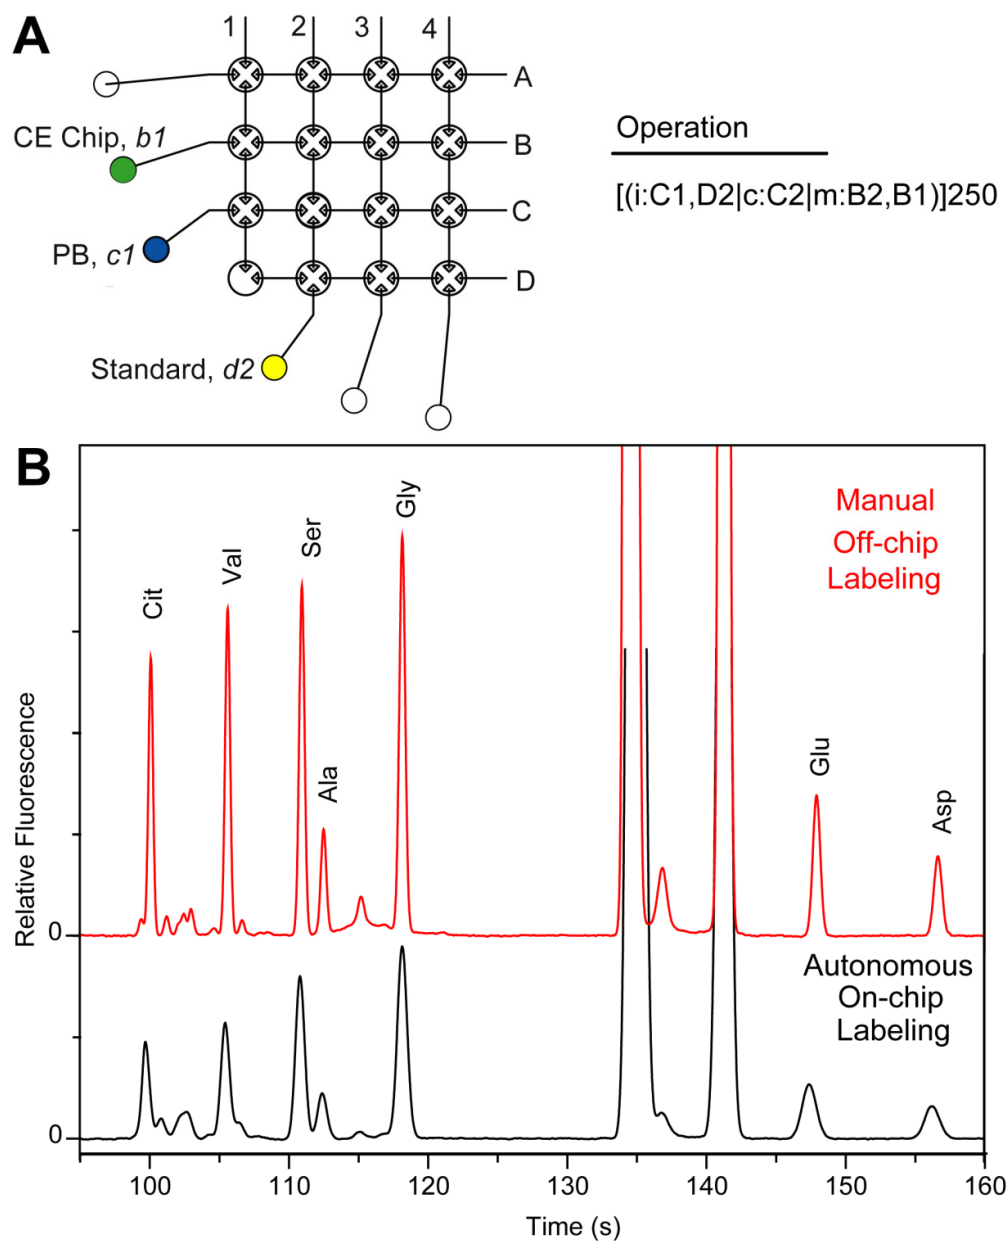 A
1 2 3 4
A
CE Chip, b1
B
PB, c1
C
D
Standard, d2
Operation
[(i:C1,D2|c:C2|m:B2,B1)]250
B
Relative Fluorescence
Cit
Val
Ser
Ala
Gly
Glu
Asp
Manual
Off-chip
Labeling
0
Autonomous
On-chip
Labeling
0
100 110 120 130 140 150 160
Time (s)